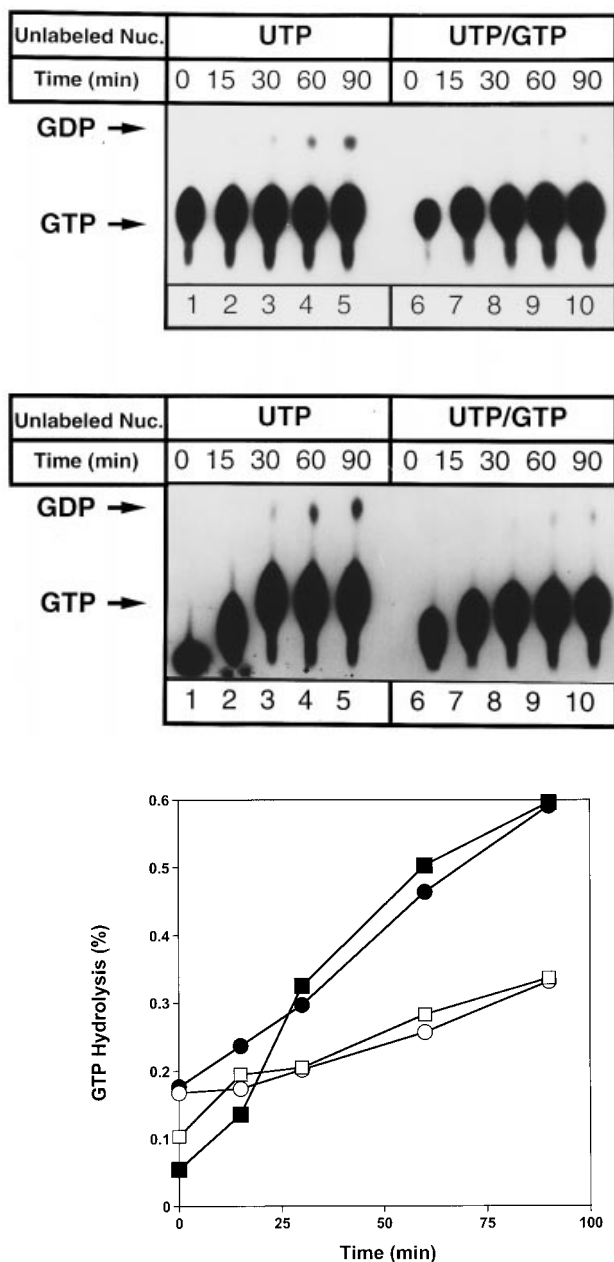 Unlabeled Nuc. UTP UTP/GTP
Time (min) 0 15 30 60 90 0 15 30 60 90
GDP →
GTP →
1 2 3 4 5 6 7 8 9 10
Unlabeled Nuc. UTP UTP/GTP
Time (min) 0 15 30 60 90 0 15 30 60 90
GDP →
GTP →
1 2 3 4 5 6 7 8 9 10
0.6
0.5
0.4
0.3
0.2
0.1
0
GTP Hydrolysis (%)
0 25 50 75 100
Time (min)